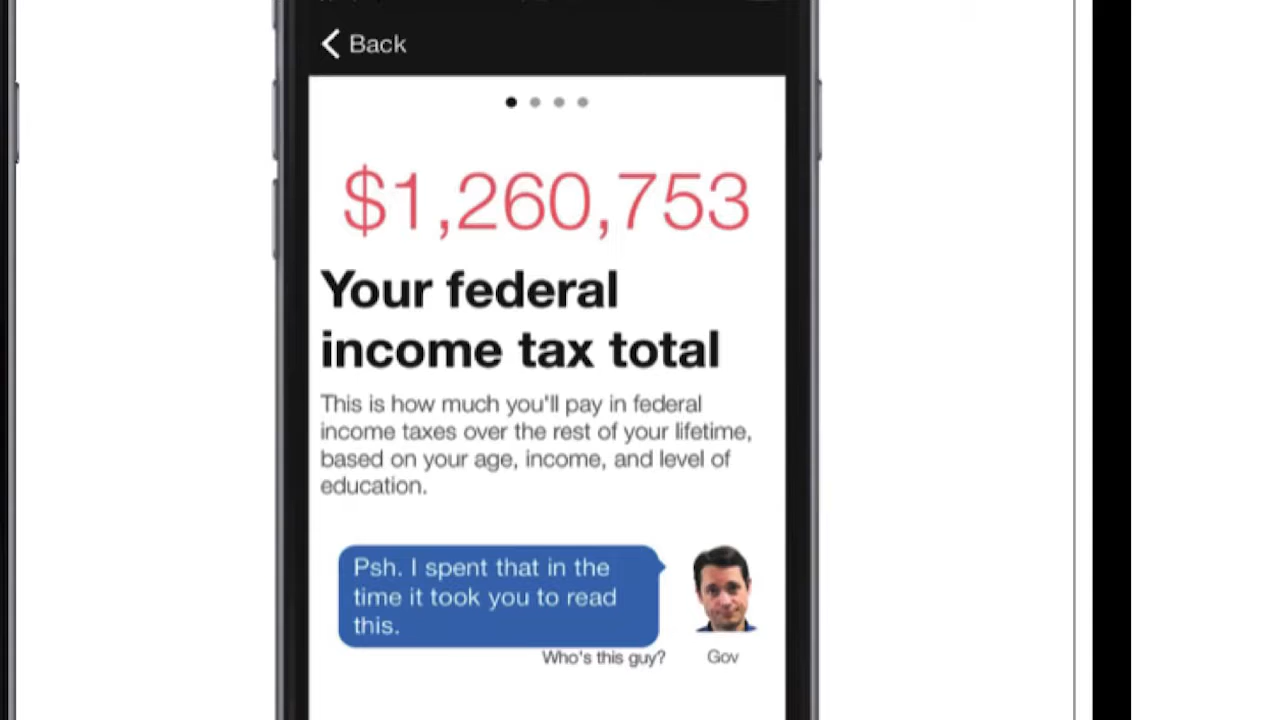 Back
$1,260,753
Your federal
income tax total
This is how much you'll pay in federal
income taxes over the rest of your lifetime,
based on your age, income, and level of
education.
Psh. I spent that in the
time it took you to read
this.
Who's this guy?
Gov